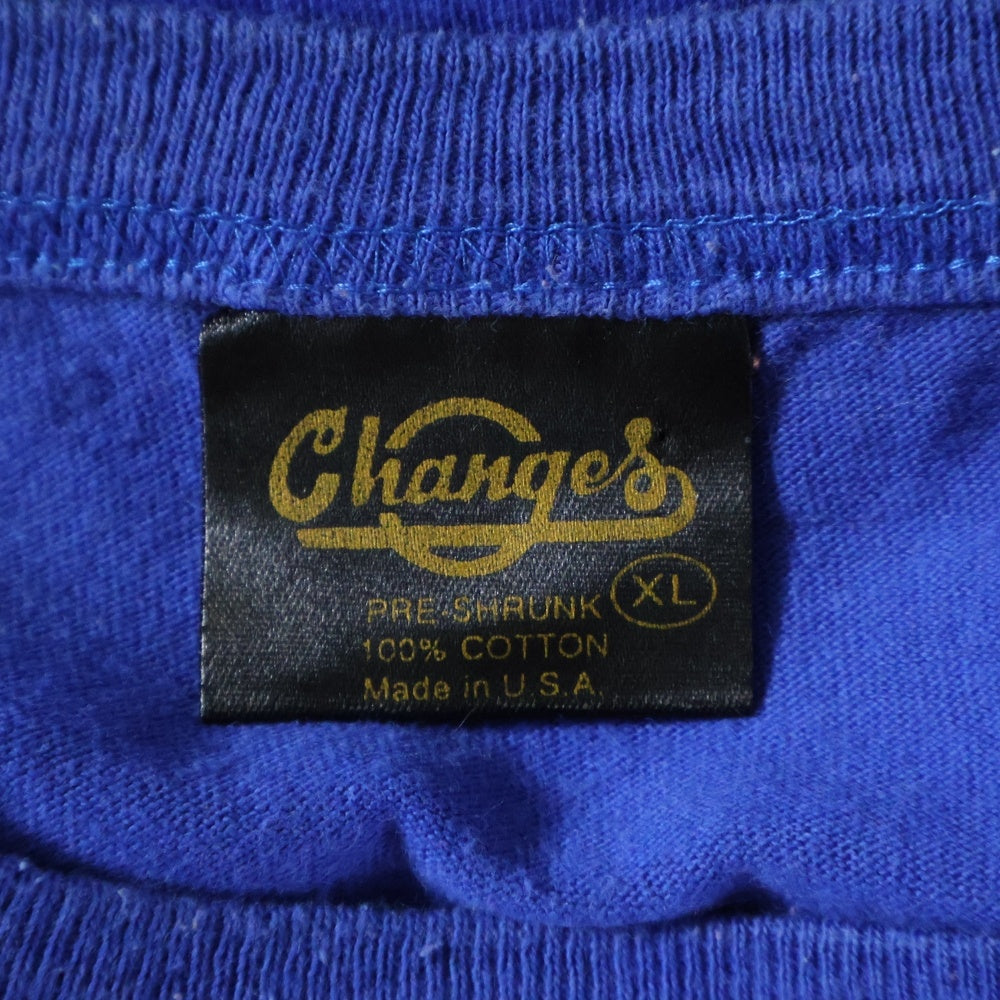 Changes
XL
PRE-SHRUNK
100% COTTON
Made in U.S.A.